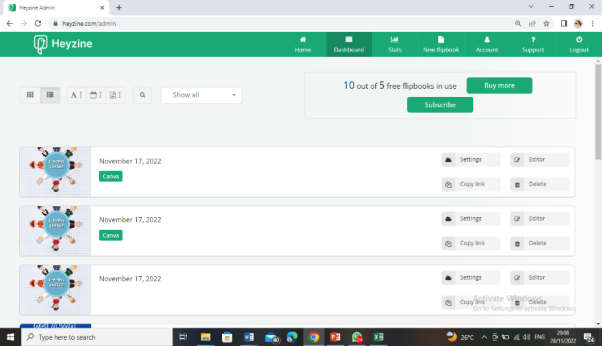 Heyzine Admin
heyzine.com/admin
Heyzine
Home
Dashboard
Stats
New flipbook
Account
Support
Logout
10 out of 5 free flipbooks in use
Buy more
Subscribe
A
Show all
November 17, 2022
Canva
Settings
Editor
Copy link
Delete
November 17, 2022
Canva
Settings
Editor
Copy link
Delete
November 17, 2022
Settings
Editor
Copy link
Delete
Activate Windows
Go to Settings to activate Windows.
Type here to search
26°C
ENG
20:08
20/11/2022